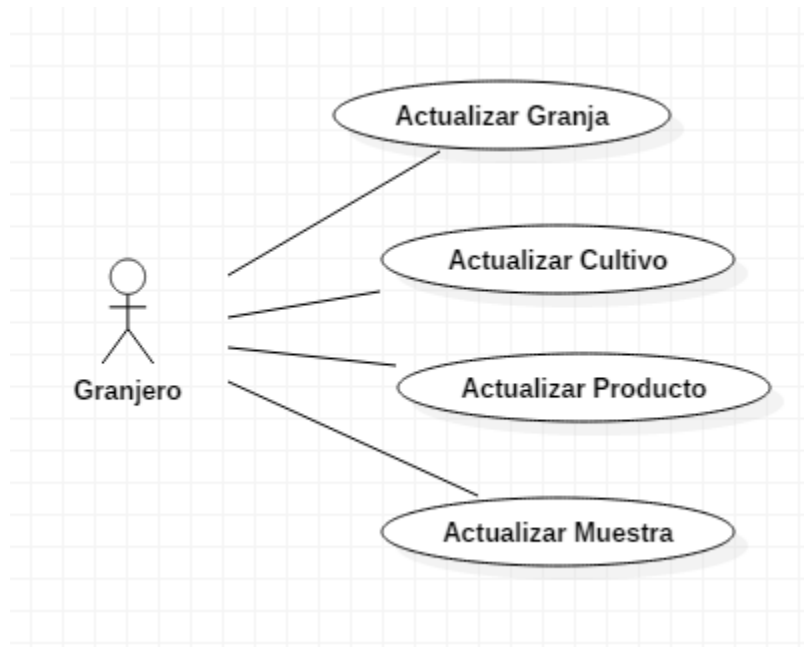 Actualizar Granja
Actualizar Cultivo
Granjero
Actualizar Producto
Actualizar Muestra